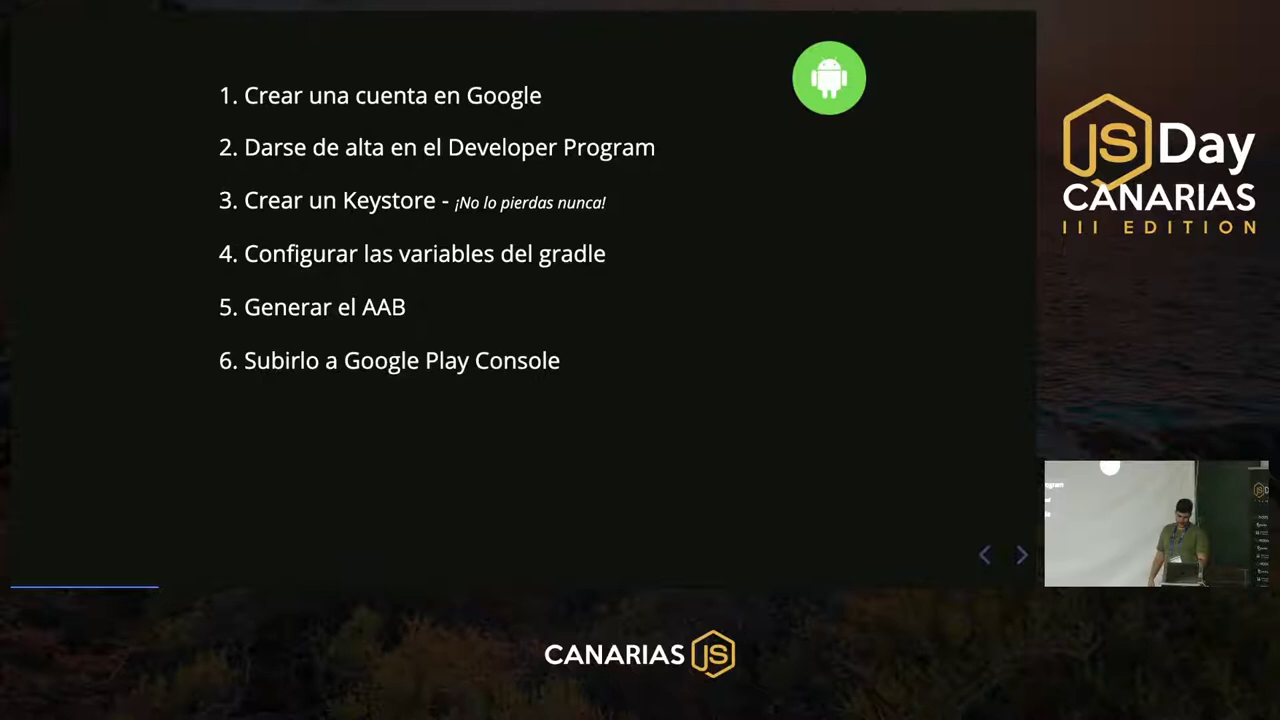 1. Crear una cuenta en Google
2. Darse de alta en el Developer Program
3. Crear un Keystore - ¡No lo pierdas nunca!
4. Configurar las variables del gradle
5. Generar el AAB
6. Subirlo a Google Play Console
JS Day
CANARIAS
III EDITION
CANARIAS JS